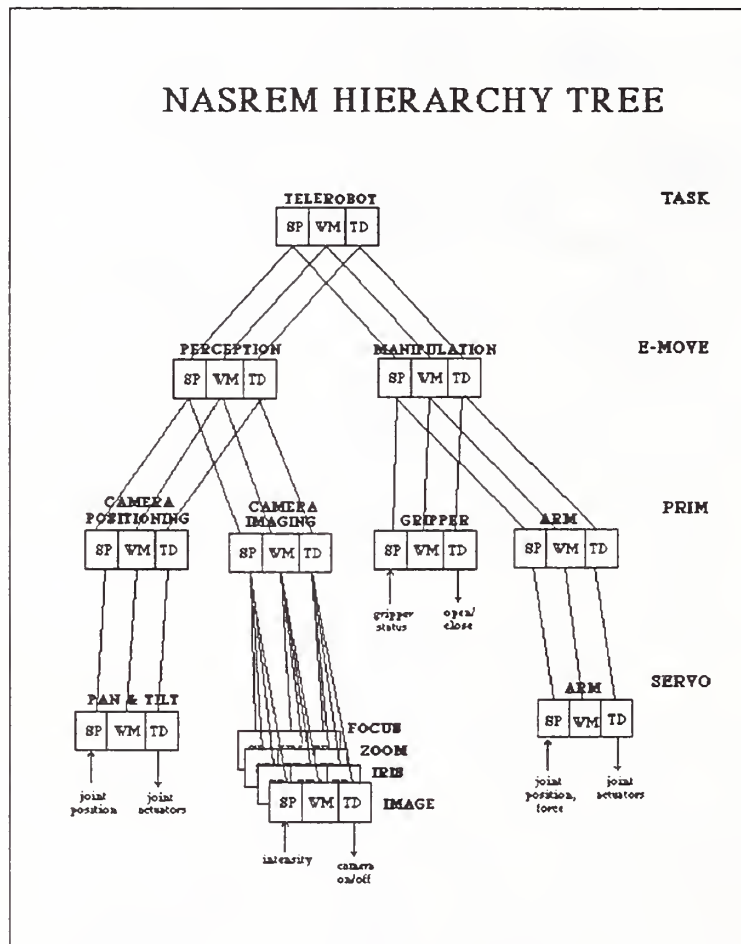 NASREM HIERARCHY TREE
TELEROBOT
TASK
SP WM TD
PERCEPTION
MANIPULATION
E-MOVE
SP WM TD
SP WM TD
CAMERA
POSITIONING
CAMERA
IMAGING
GRIPPER
ARM
PRIM
SP WM TD
SP WM TD
SP WM TD
SP WM TD
gripper
status
open/
close
PAN & TILT
ARM
SERVO
SP WM TD
SP WM TD
FOCUS
ZOOM
IRIS
SP WM TD
IMAGE
joint
position
joint
actuators
joint
position,
force
joint
actuators
intensity
camera
on/off